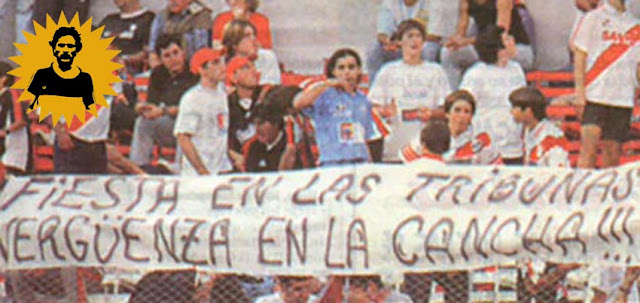 FIESTA EN LAS TRIBUNAS
VERGÜENZA EN LA CANCHA!!!